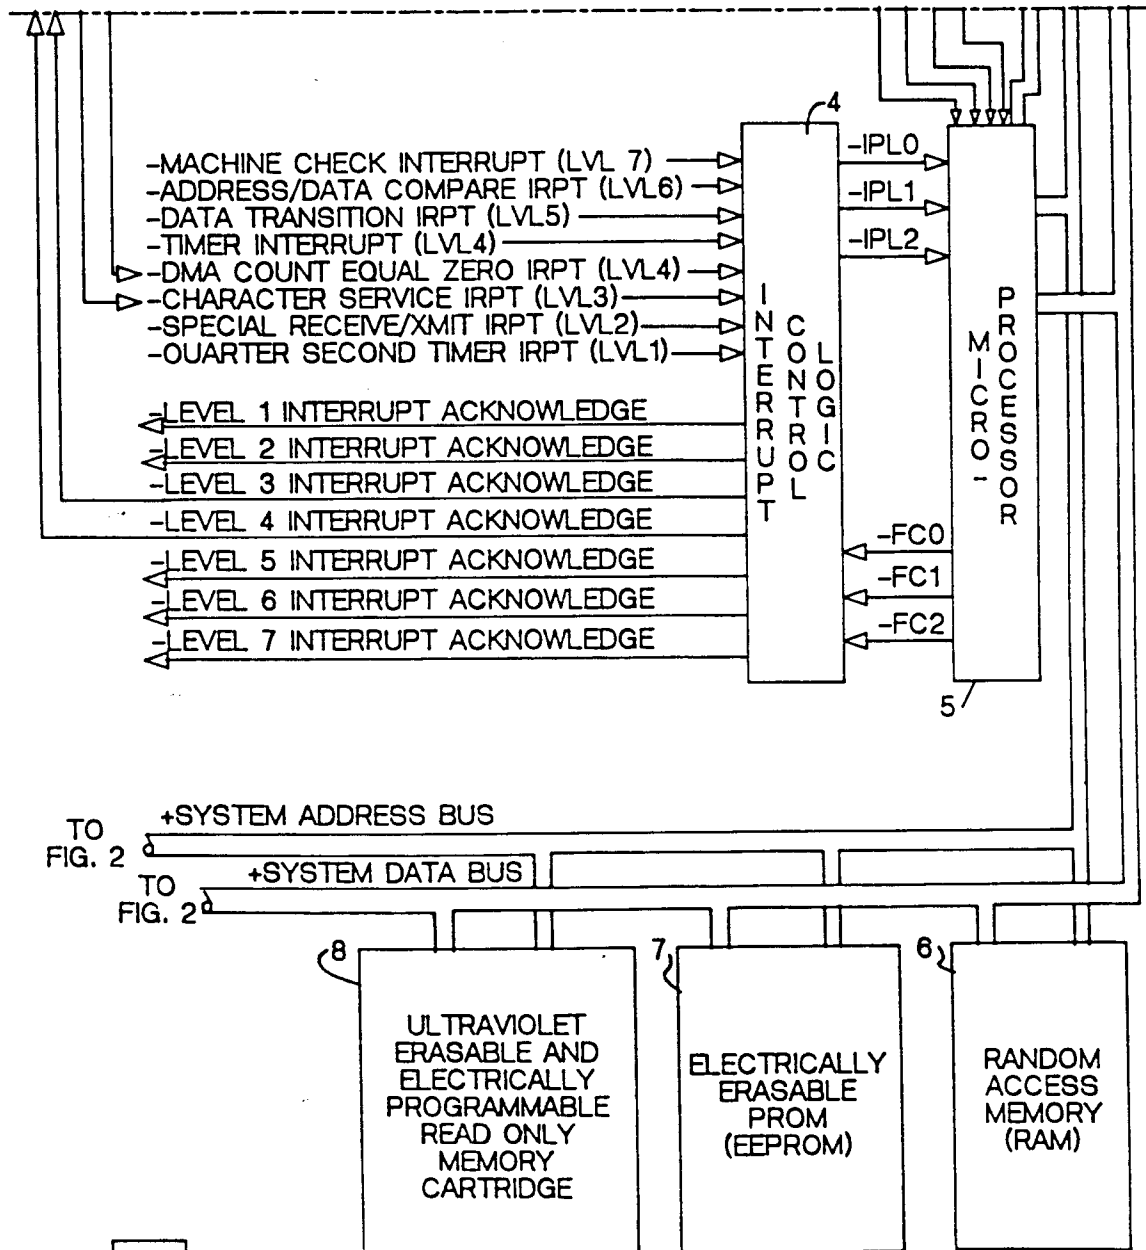 4
-MACHINE CHECK INTERRUPT (LVL 7)
-ADDRESS/DATA COMPARE IRPT (LVL6)
-DATA TRANSITION IRPT (LVL5)
-TIMER INTERRUPT (LVL4)
-DMA COUNT EQUAL ZERO IRPT (LVL4)
-CHARACTER SERVICE IRPT (LVL3)
-SPECIAL RECEIVE/XMIT IRPT (LVL2)
-QUARTER SECOND TIMER IRPT (LVL1)
-LEVEL 1 INTERRUPT ACKNOWLEDGE
-LEVEL 2 INTERRUPT ACKNOWLEDGE
-LEVEL 3 INTERRUPT ACKNOWLEDGE
-LEVEL 4 INTERRUPT ACKNOWLEDGE
-LEVEL 5 INTERRUPT ACKNOWLEDGE
-LEVEL 6 INTERRUPT ACKNOWLEDGE
-LEVEL 7 INTERRUPT ACKNOWLEDGE
INTERRUPT
CONTROL
LOGIC
-IPL0
-IPL1
-IPL2
-FC0
-FC1
-FC2
MICRO-
PROCESSOR
5
+SYSTEM ADDRESS BUS
TO
FIG. 2
+SYSTEM DATA BUS
TO
FIG. 2
8
ULTRAVIOLET
ERASABLE AND
ELECTRICALLY
PROGRAMMABLE
READ ONLY
MEMORY
CARTRIDGE
7
ELECTRICALLY
ERASABLE
PROM
(EEPROM)
6
RANDOM
ACCESS
MEMORY
(RAM)